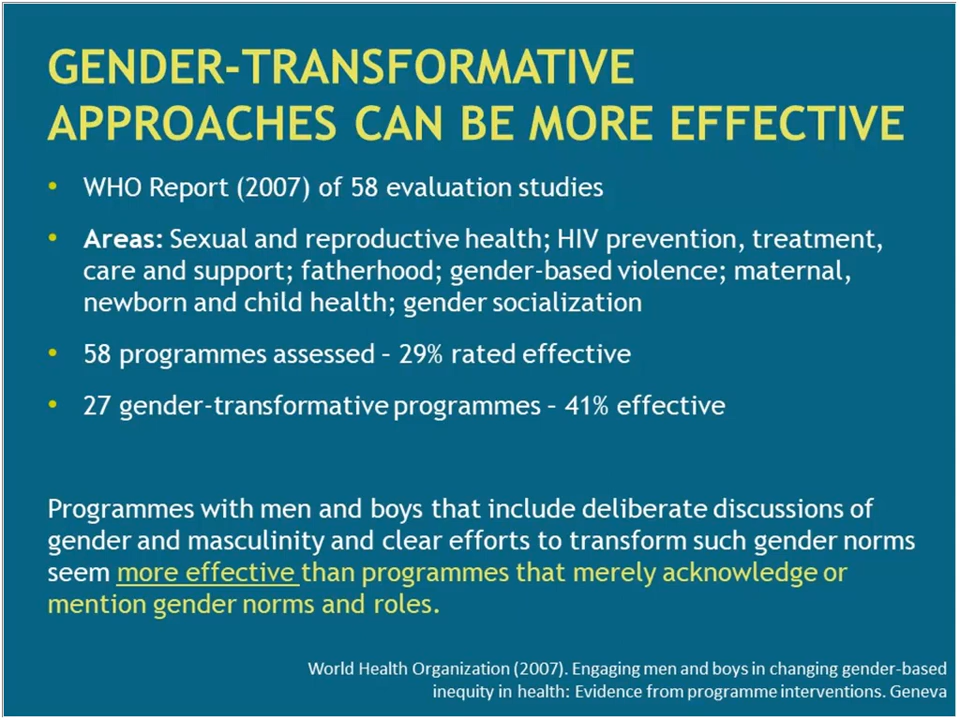 GENDER-TRANSFORMATIVE
APPROACHES CAN BE MORE EFFECTIVE
• WHO Report (2007) of 58 evaluation studies
• Areas: Sexual and reproductive health; HIV prevention, treatment,
care and support; fatherhood; gender-based violence; maternal,
newborn and child health; gender socialization
• 58 programmes assessed – 29% rated effective
• 27 gender-transformative programmes – 41% effective
Programmes with men and boys that include deliberate discussions of
gender and masculinity and clear efforts to transform such gender norms
seem more effective than programmes that merely acknowledge or
mention gender norms and roles.
World Health Organization (2007). Engaging men and boys in changing gender-based
inequity in health: Evidence from programme interventions. Geneva